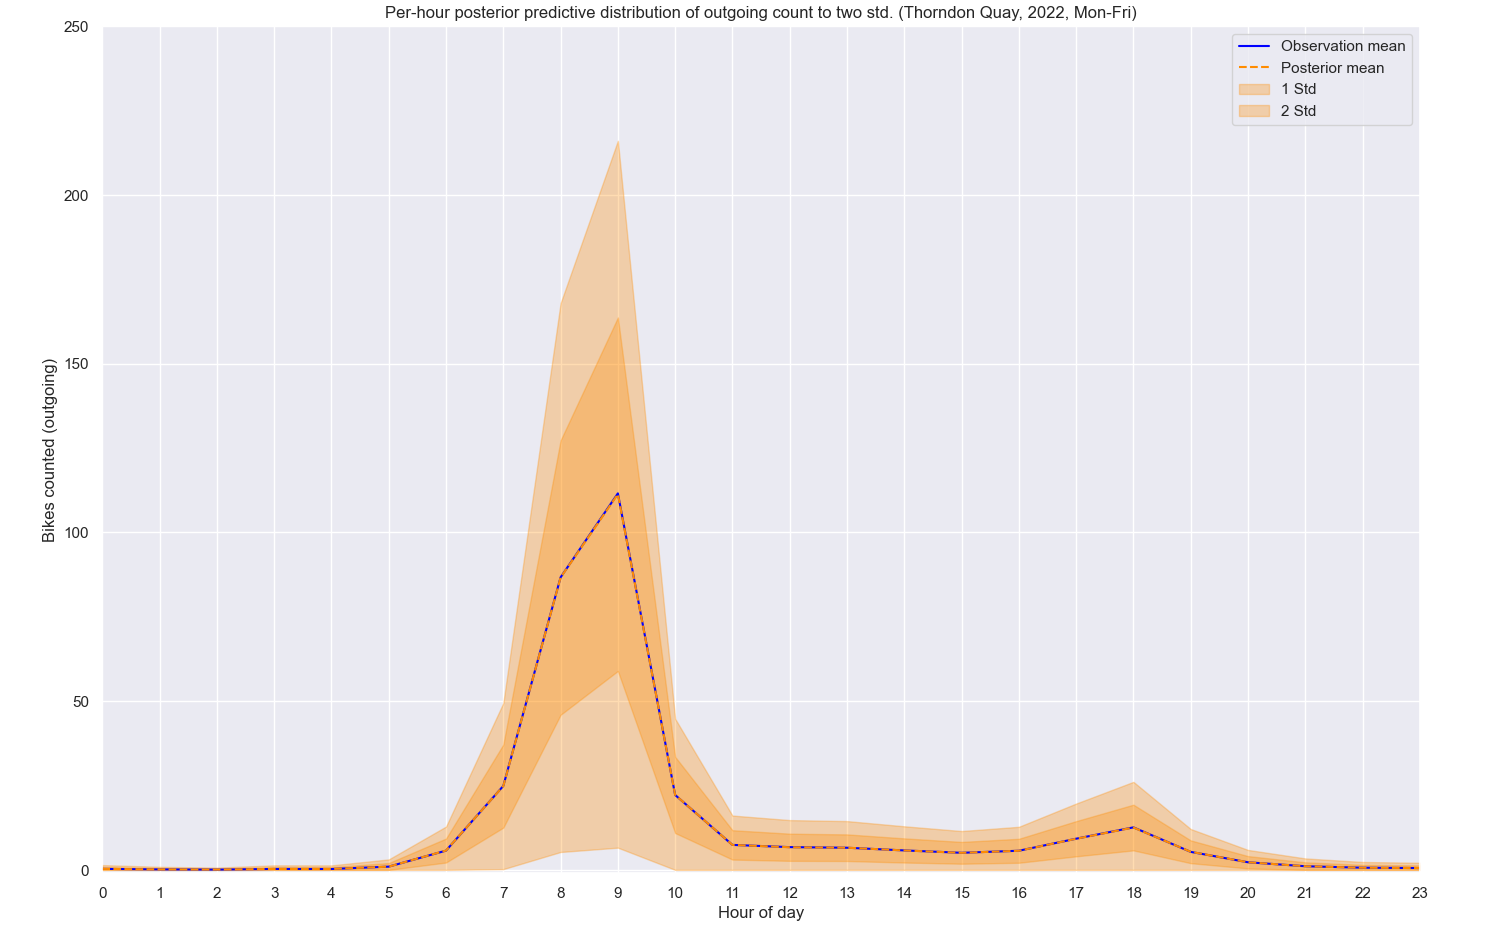 Per-hour posterior predictive distribution of outgoing count to two std. (Thorndon Quay, 2022, Mon-Fri)
Observation mean
Posterior mean
1 Std
2 Std
Bikes counted (outgoing)
250
200
150
100
50
0
0 1 2 3 4 5 6 7 8 9 10 11 12 13 14 15 16 17 18 19 20 21 22 23
Hour of day